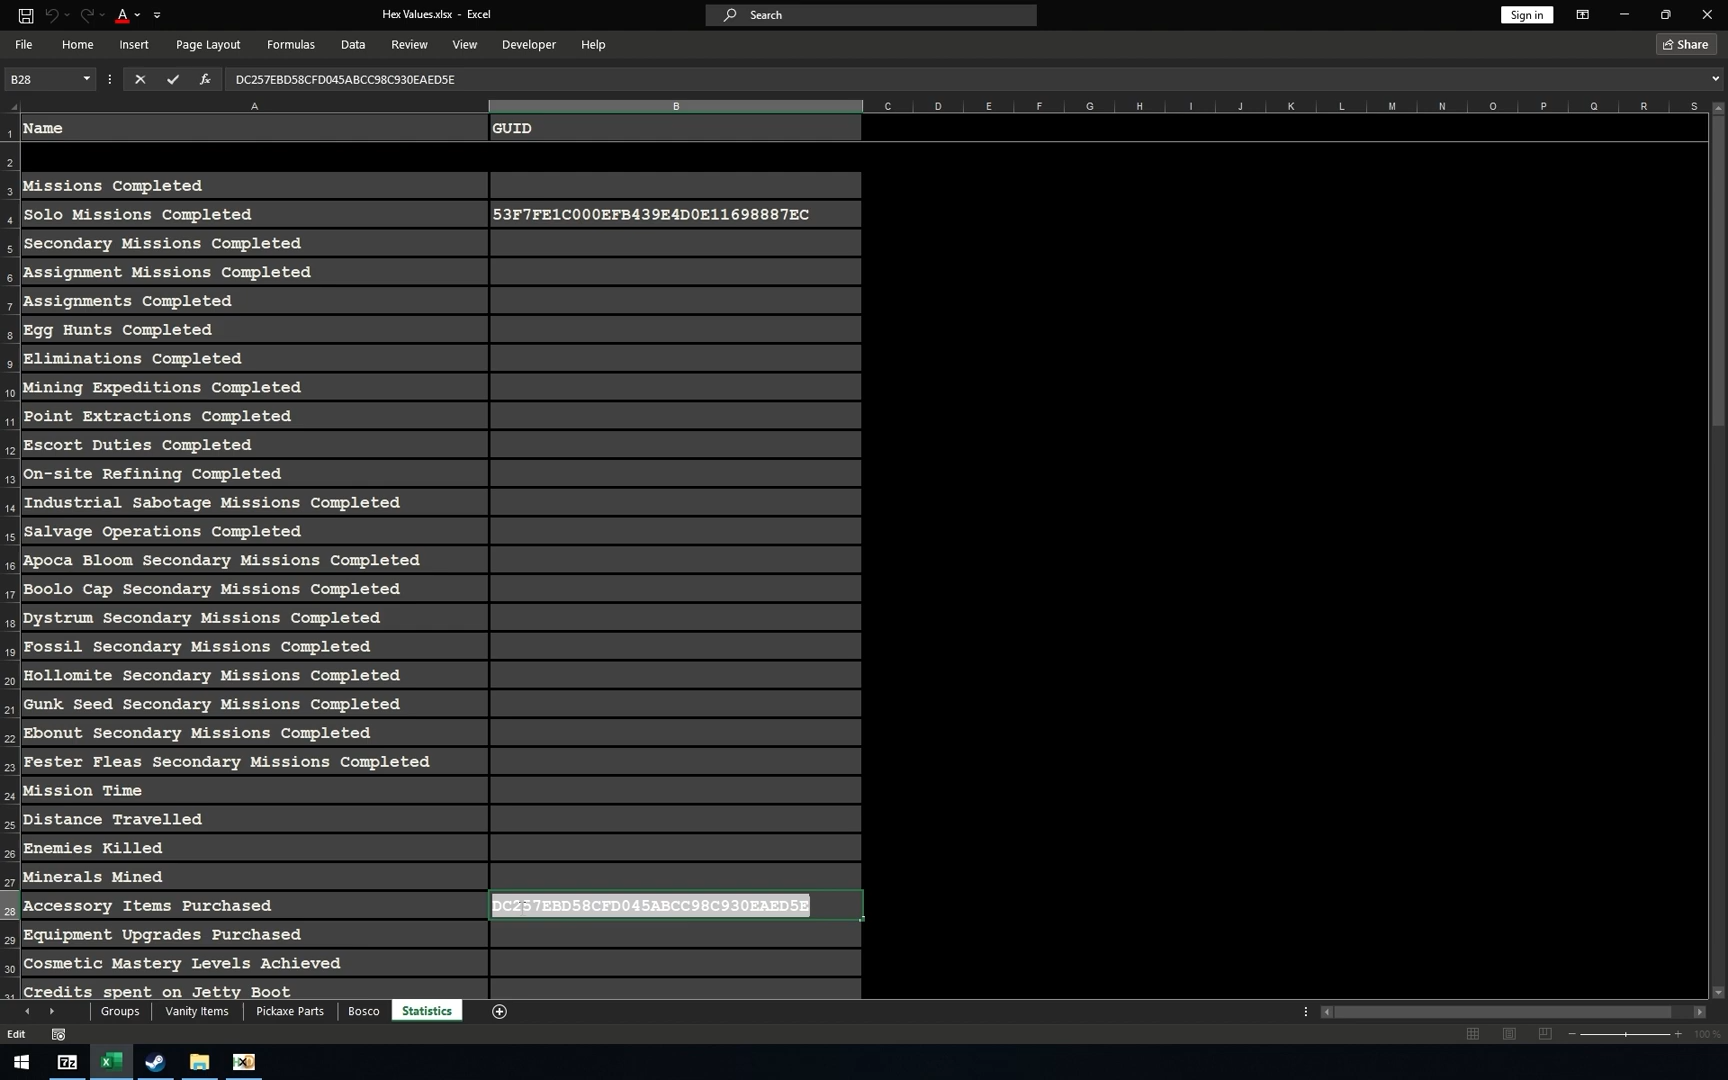 A
Hex Values.xlsx - Excel
Search
Sign in
File Home Insert Page Layout Formulas Data Review View Developer Help
Share
B28 fx DC257EBD58CFD045ABCC98C930EAED5E
A B C D E F G H I J K L M N O P Q R S
1 Name GUID
2
3 Missions Completed
4 Solo Missions Completed 53F7FE1C000EFB439E4D0E11698887EC
5 Secondary Missions Completed
6 Assignment Missions Completed
7 Assignments Completed
8 Egg Hunts Completed
9 Eliminations Completed
10 Mining Expeditions Completed
11 Point Extractions Completed
12 Escort Duties Completed
13 On-site Refining Completed
14 Industrial Sabotage Missions Completed
15 Salvage Operations Completed
16 Apoca Bloom Secondary Missions Completed
17 Boolo Cap Secondary Missions Completed
18 Dystrum Secondary Missions Completed
19 Fossil Secondary Missions Completed
20 Hollomite Secondary Missions Completed
21 Gunk Seed Secondary Missions Completed
22 Ebonut Secondary Missions Completed
23 Fester Fleas Secondary Missions Completed
24 Mission Time
25 Distance Travelled
26 Enemies Killed
27 Minerals Mined
28 Accessory Items Purchased DC257EBD58CFD045ABCC98C930EAED5E
29 Equipment Upgrades Purchased
30 Cosmetic Mastery Levels Achieved
31 Credits spent on Jetty Boot
Groups Vanity Items Pickaxe Parts Bosco Statistics
Edit
100 %
7z